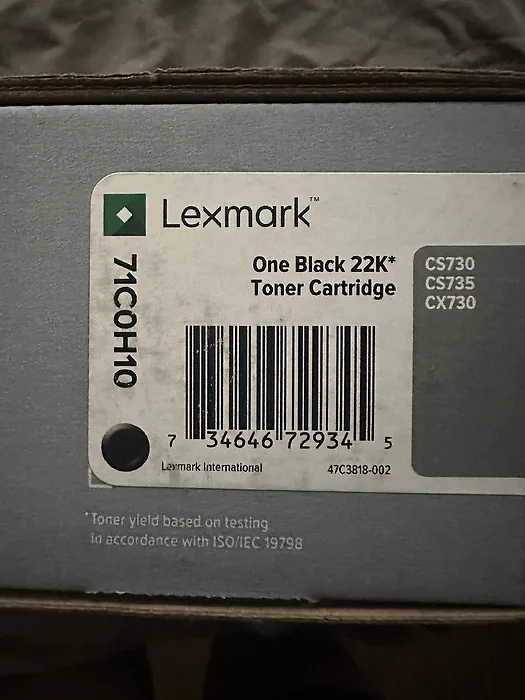 Lexmark™
71C0H10
One Black 22K*
Toner Cartridge
CS730
CS735
CX730
7 34646 72934 5
Lexmark International
47C3818-002
*Toner yield based on testing
in accordance with ISO/IEC 19798